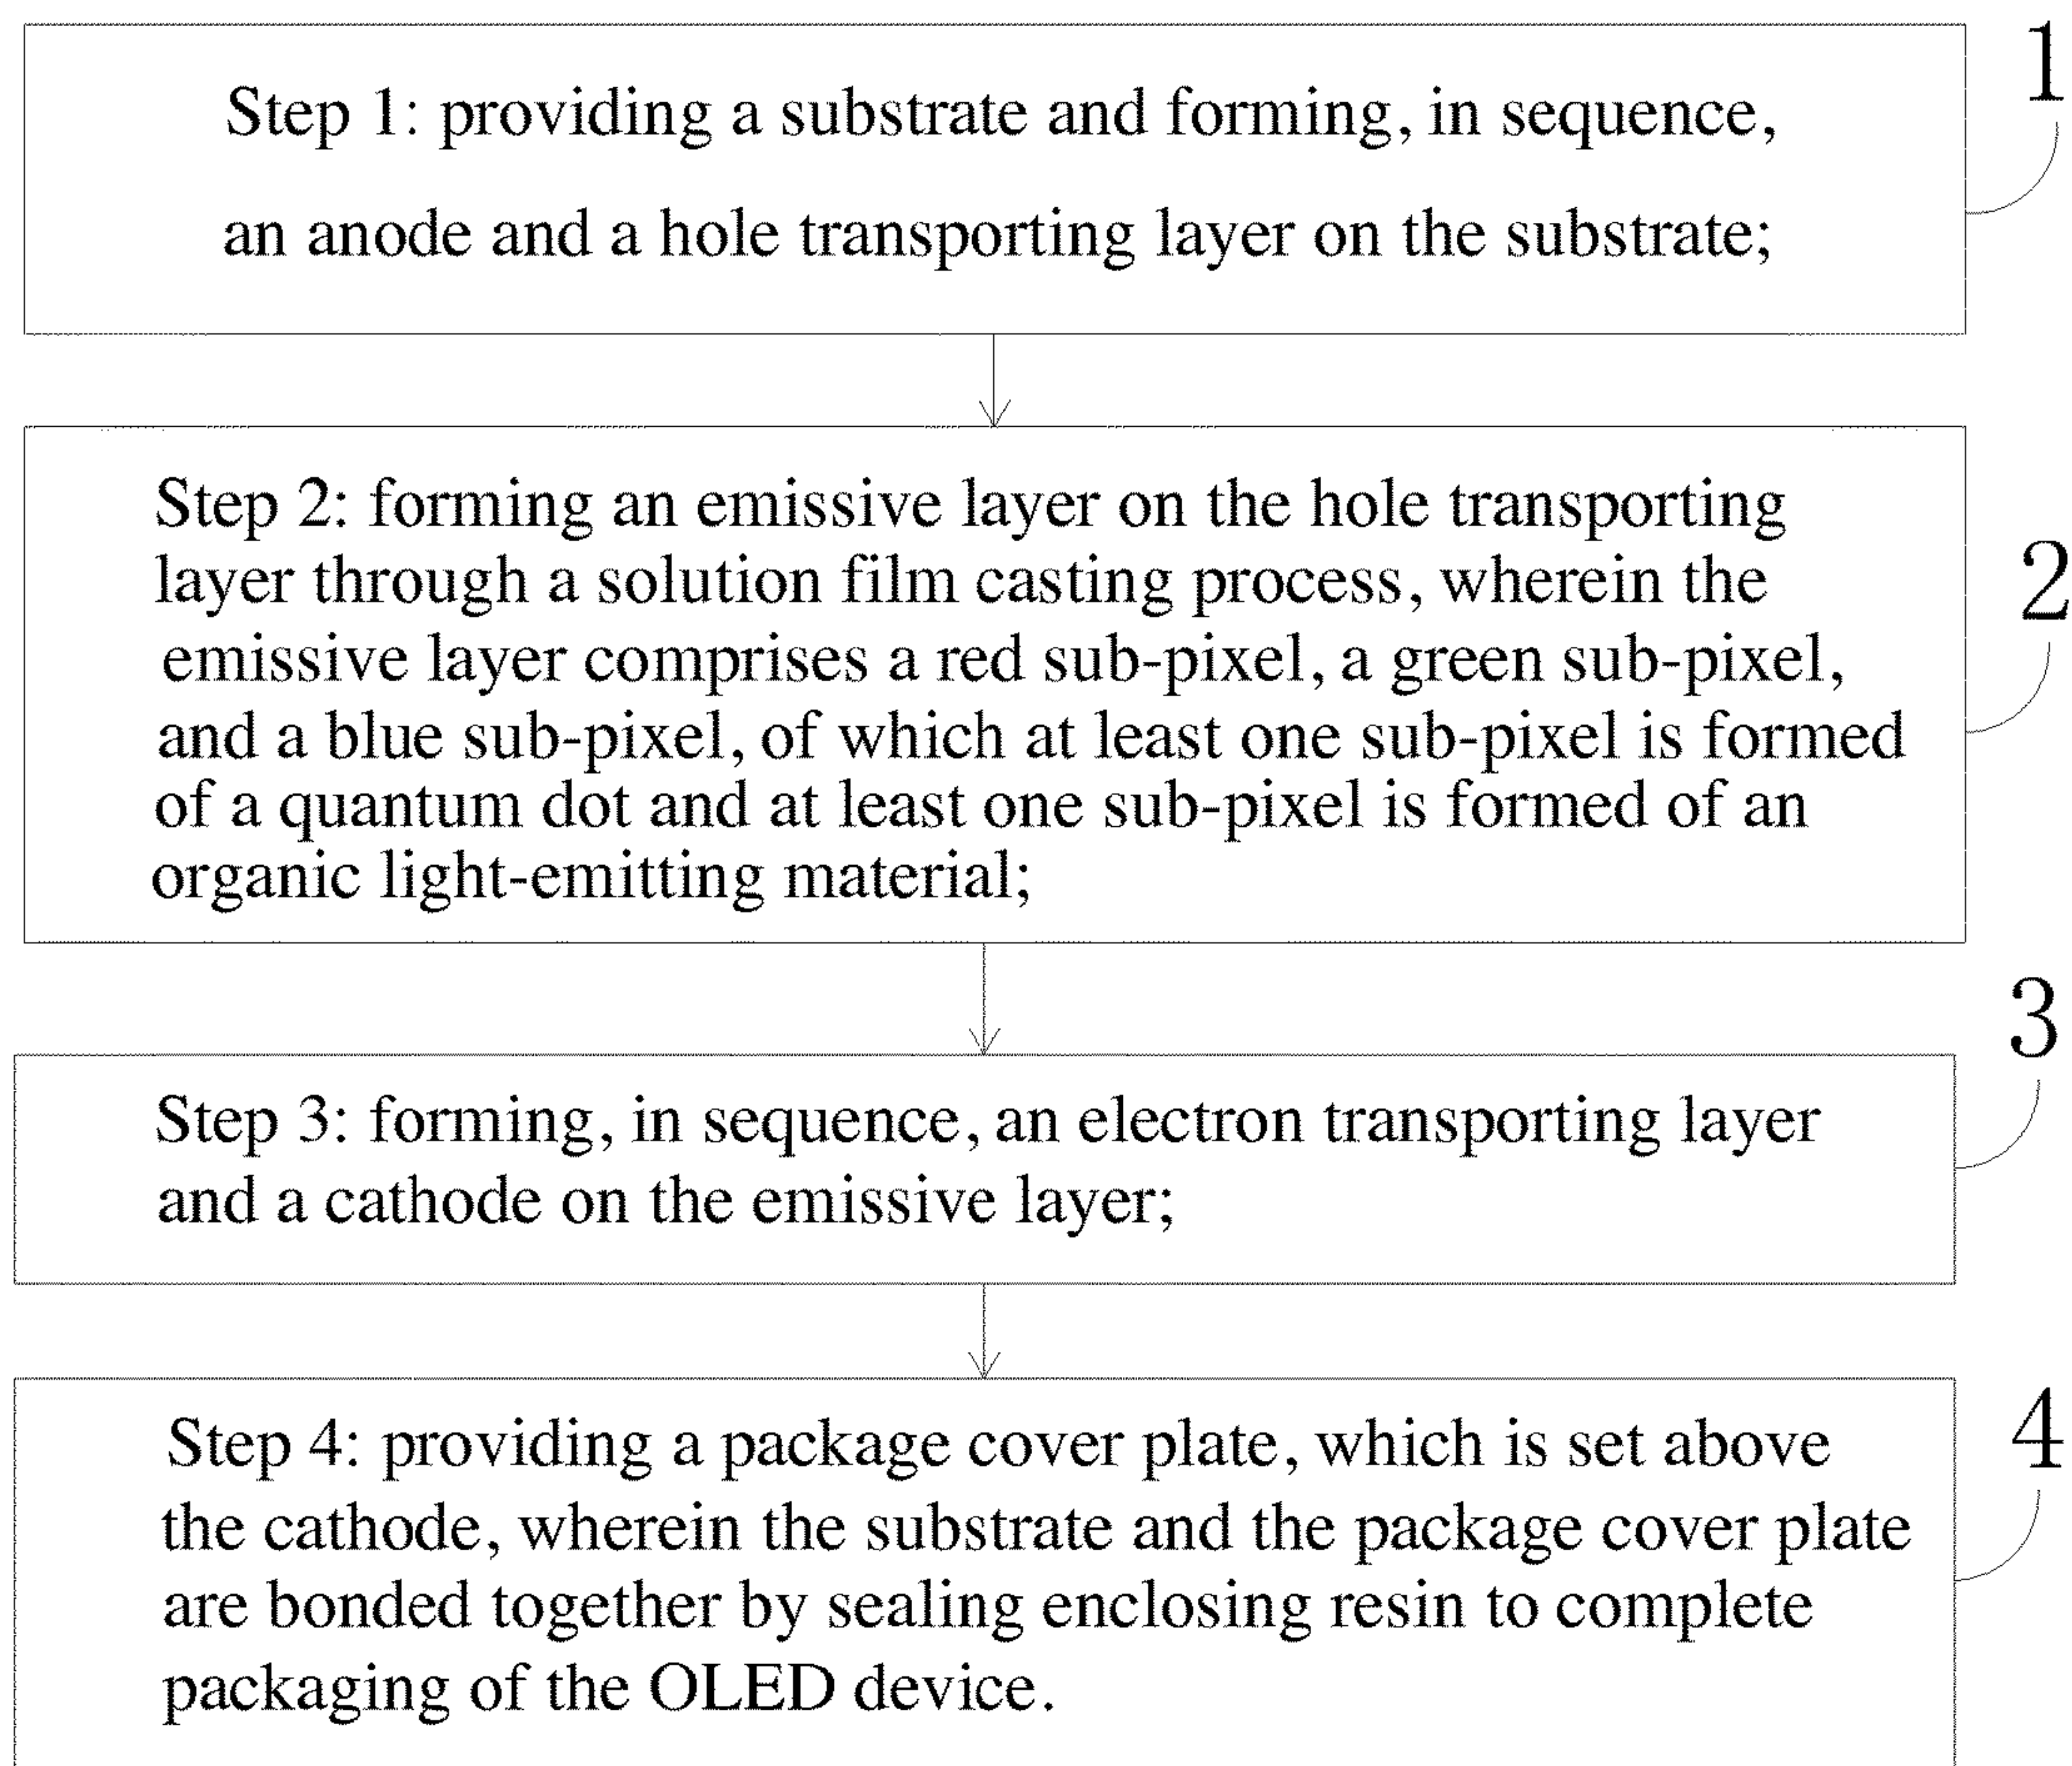 1
Step 1: providing a substrate and forming, in sequence,
an anode and a hole transporting layer on the substrate;
2
Step 2: forming an emissive layer on the hole transporting
layer through a solution film casting process, wherein the
emissive layer comprises a red sub-pixel, a green sub-pixel,
and a blue sub-pixel, of which at least one sub-pixel is formed
of a quantum dot and at least one sub-pixel is formed of an
organic light-emitting material;
3
Step 3: forming, in sequence, an electron transporting layer
and a cathode on the emissive layer;
4
Step 4: providing a package cover plate, which is set above
the cathode, wherein the substrate and the package cover plate
are bonded together by sealing enclosing resin to complete
packaging of the OLED device.